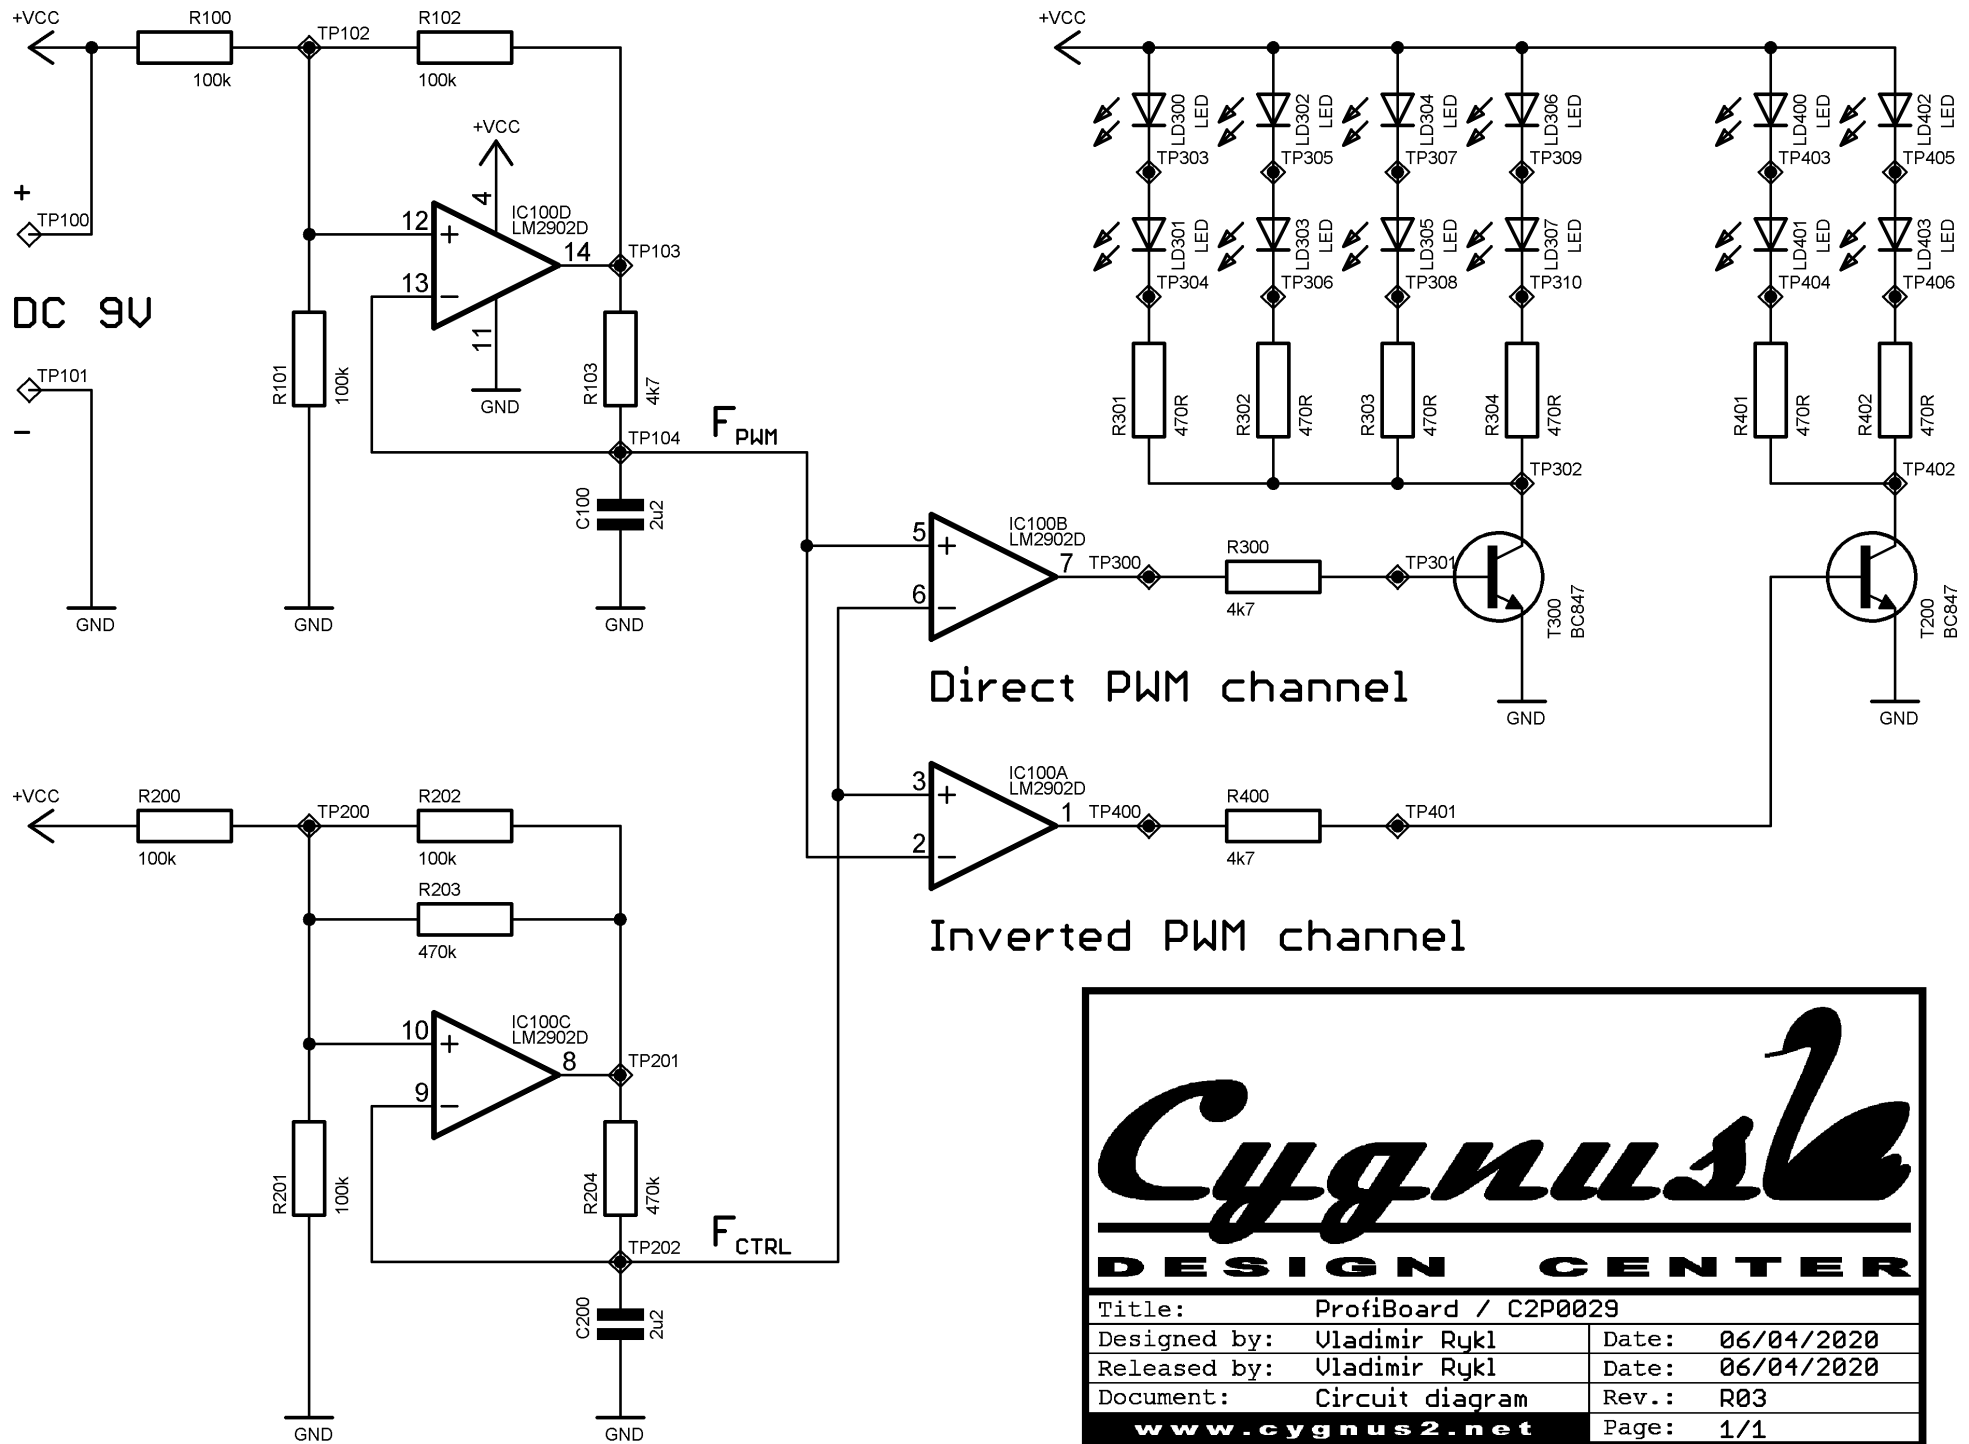 +VCC
R100
100k
TP102
R102
100k
+VCC
4
IC100D
LM2902D
12
+
13
−
14
TP103
11
GND
+
TP100
DC 9V
TP101
−
GND
R101
100k
GND
R103
4k7
TP104
F PWM
C100
2u2
GND
+VCC
LD300
LED
LD302
LED
LD304
LED
LD306
LED
LD400
LED
LD402
LED
TP303
TP305
TP307
TP309
TP403
TP405
LD301
LED
LD303
LED
LD305
LED
LD307
LED
LD401
LED
LD403
LED
TP304
TP306
TP308
TP310
TP404
TP406
R301
470R
R302
470R
R303
470R
R304
470R
R401
470R
R402
470R
TP302
TP402
5
+
6
−
IC100B
LM2902D
7
TP300
R300
4k7
TP301
T300
BC847
GND
T200
BC847
GND
Direct PWM channel
3
+
2
−
IC100A
LM2902D
1
TP400
R400
4k7
TP401
Inverted PWM channel
+VCC
R200
100k
TP200
R202
100k
R203
470k
IC100C
LM2902D
10
+
9
−
8
TP201
R201
100k
GND
R204
470k
TP202
F CTRL
C200
2u2
GND
Cygnus
DESIGN CENTER
Title: ProfiBoard / C2P0029
Designed by: Vladimir Rykl Date: 06/04/2020
Released by: Vladimir Rykl Date: 06/04/2020
Document: Circuit diagram Rev.: R03
www.cygnus2.net Page: 1/1